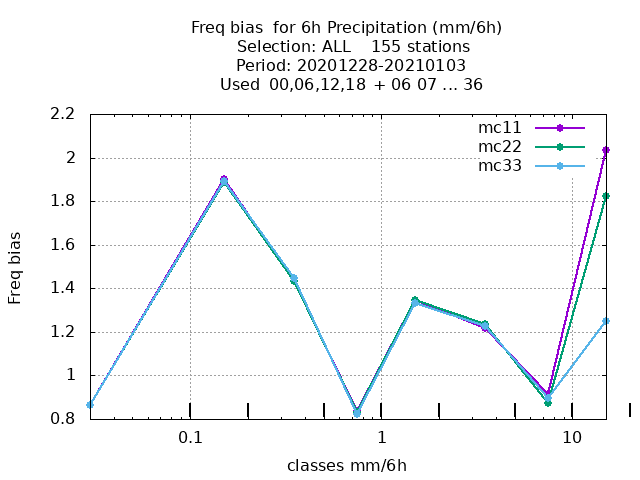 Freq bias  for 6h Precipitation (mm/6h)
Selection: ALL    155 stations
Period: 20201228-20210103
Used  00,06,12,18  + 06 07 ... 36
2.2
2
1.8
1.6
1.4
1.2
1
0.8
Freq bias
mc11
mc22
mc33
0.1 1 10
classes mm/6h